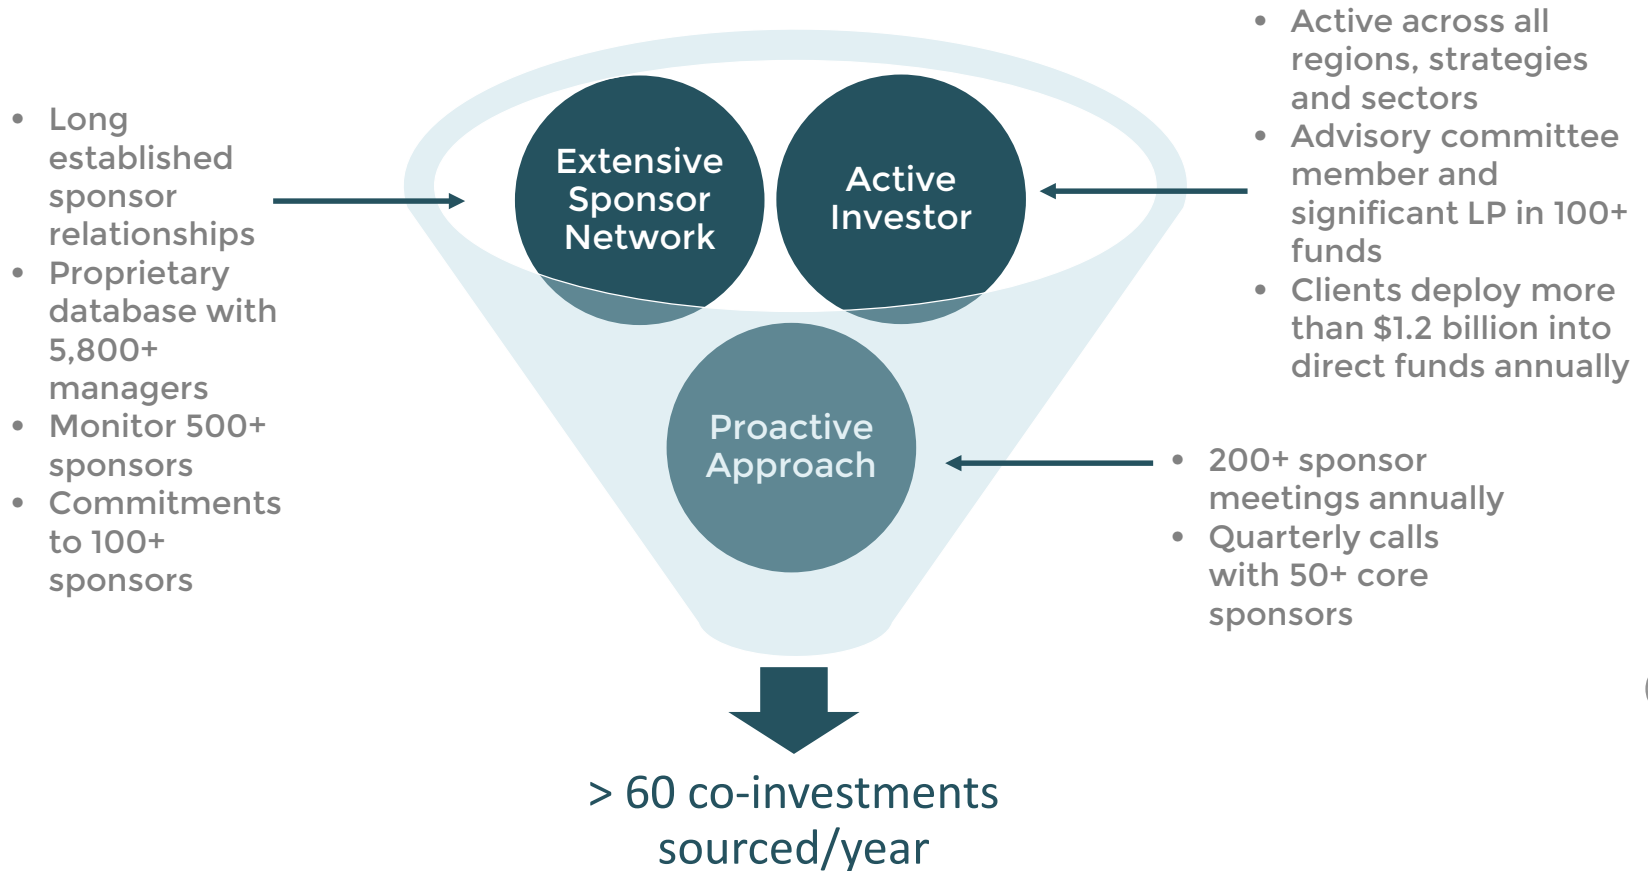 • Long
established
sponsor
relationships
• Proprietary
database with
5,800+
managers
• Monitor 500+
sponsors
• Commitments
to 100+
sponsors
Extensive
Sponsor
Network
Active
Investor
Proactive
Approach
• Active across all
regions, strategies
and sectors
• Advisory committee
member and
significant LP in 100+
funds
• Clients deploy more
than $1.2 billion into
direct funds annually
• 200+ sponsor
meetings annually
• Quarterly calls
with 50+ core
sponsors
> 60 co-investments
sourced/year